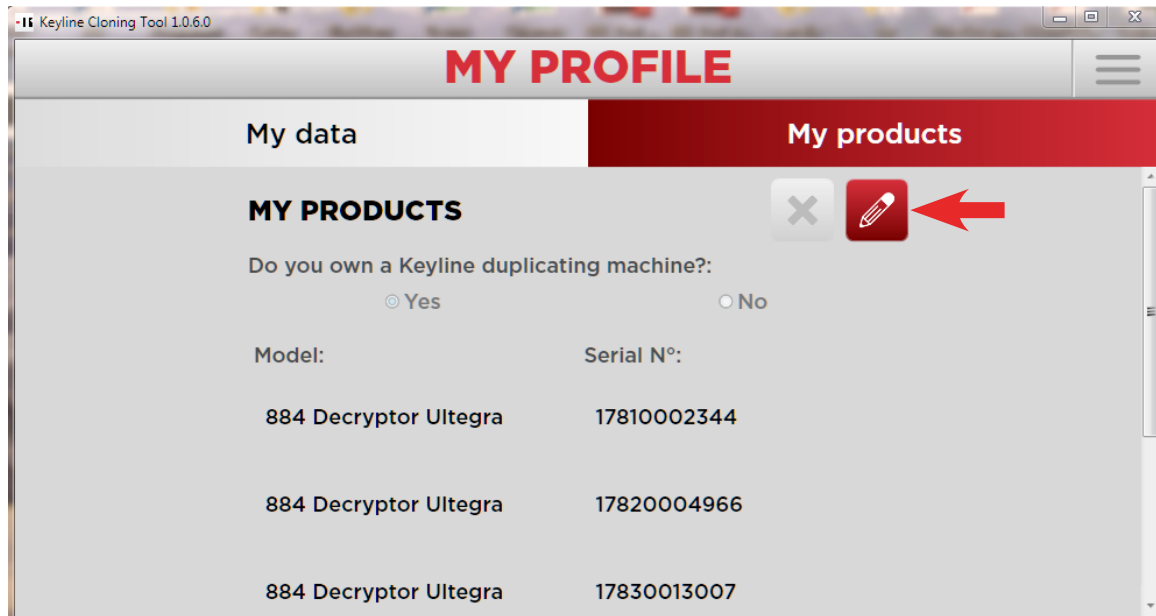 Keyline Cloning Tool 1.0.6.0
MY PROFILE
My data My products
MY PRODUCTS
Do you own a Keyline duplicating machine?:
Yes No
Model: Serial N°:
884 Decryptor Ultegra 17810002344
884 Decryptor Ultegra 17820004966
884 Decryptor Ultegra 17830013007